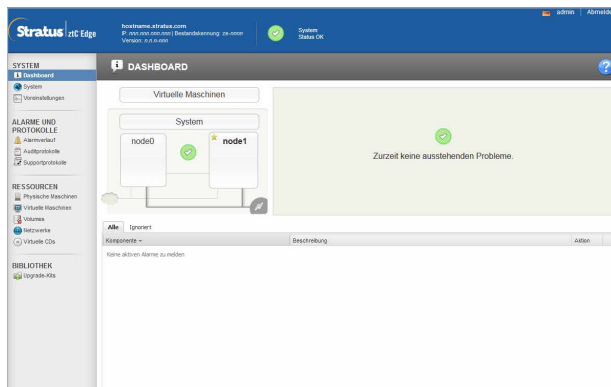 admin | Abmelde
Stratus ztC Edge
hostname.stratus.com
IP: nnn.nnn.nnn.nnn | Bestandskennung: ze-nnnn
Version: n.n.n-nnn
System
Status OK
SYSTEM
Dashboard
System
Voreinstellungen
ALARME UND
PROTOKOLLE
Alarmverlauf
Auditprotokolle
Supportprotokolle
RESSOURCEN
Physische Maschinen
Virtuelle Maschinen
Volumes
Netzwerke
Virtuelle CDs
BIBLIOTHEK
Upgrade-Kits
DASHBOARD
?
Virtuelle Maschinen
System
node0
node1
Zurzeit keine ausstehenden Probleme.
Alle Ignoriert
Komponente Beschreibung Aktion
Keine aktiven Alarme zu melden